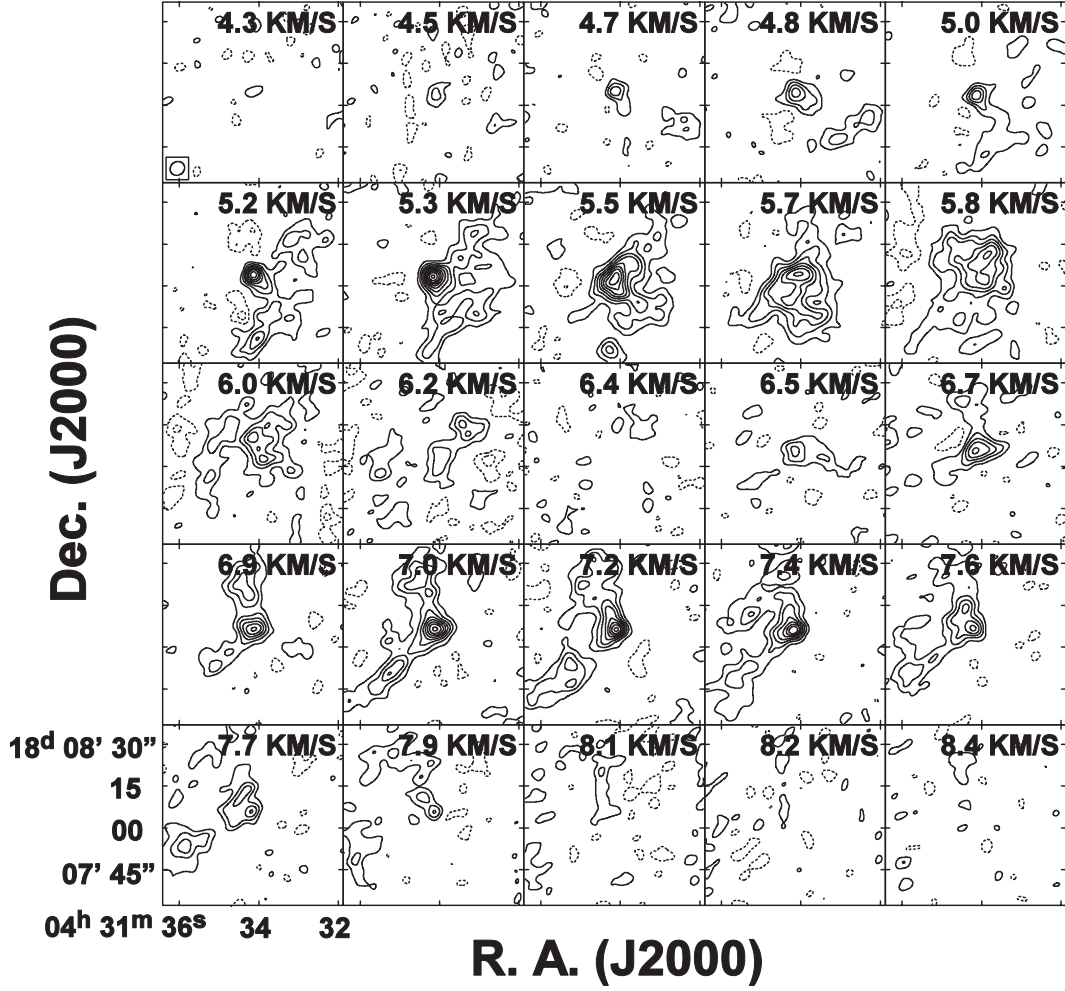 4.3 KM/S 4.5 KM/S 4.7 KM/S 4.8 KM/S 5.0 KM/S
5.2 KM/S 5.3 KM/S 5.5 KM/S 5.7 KM/S 5.8 KM/S
6.0 KM/S 6.2 KM/S 6.4 KM/S 6.5 KM/S 6.7 KM/S
6.9 KM/S 7.0 KM/S 7.2 KM/S 7.4 KM/S 7.6 KM/S
7.7 KM/S 7.9 KM/S 8.1 KM/S 8.2 KM/S 8.4 KM/S
Dec. (J2000)
18d 08’ 30”
15
00
07’ 45”
04h 31m 36s 34 32
R. A. (J2000)